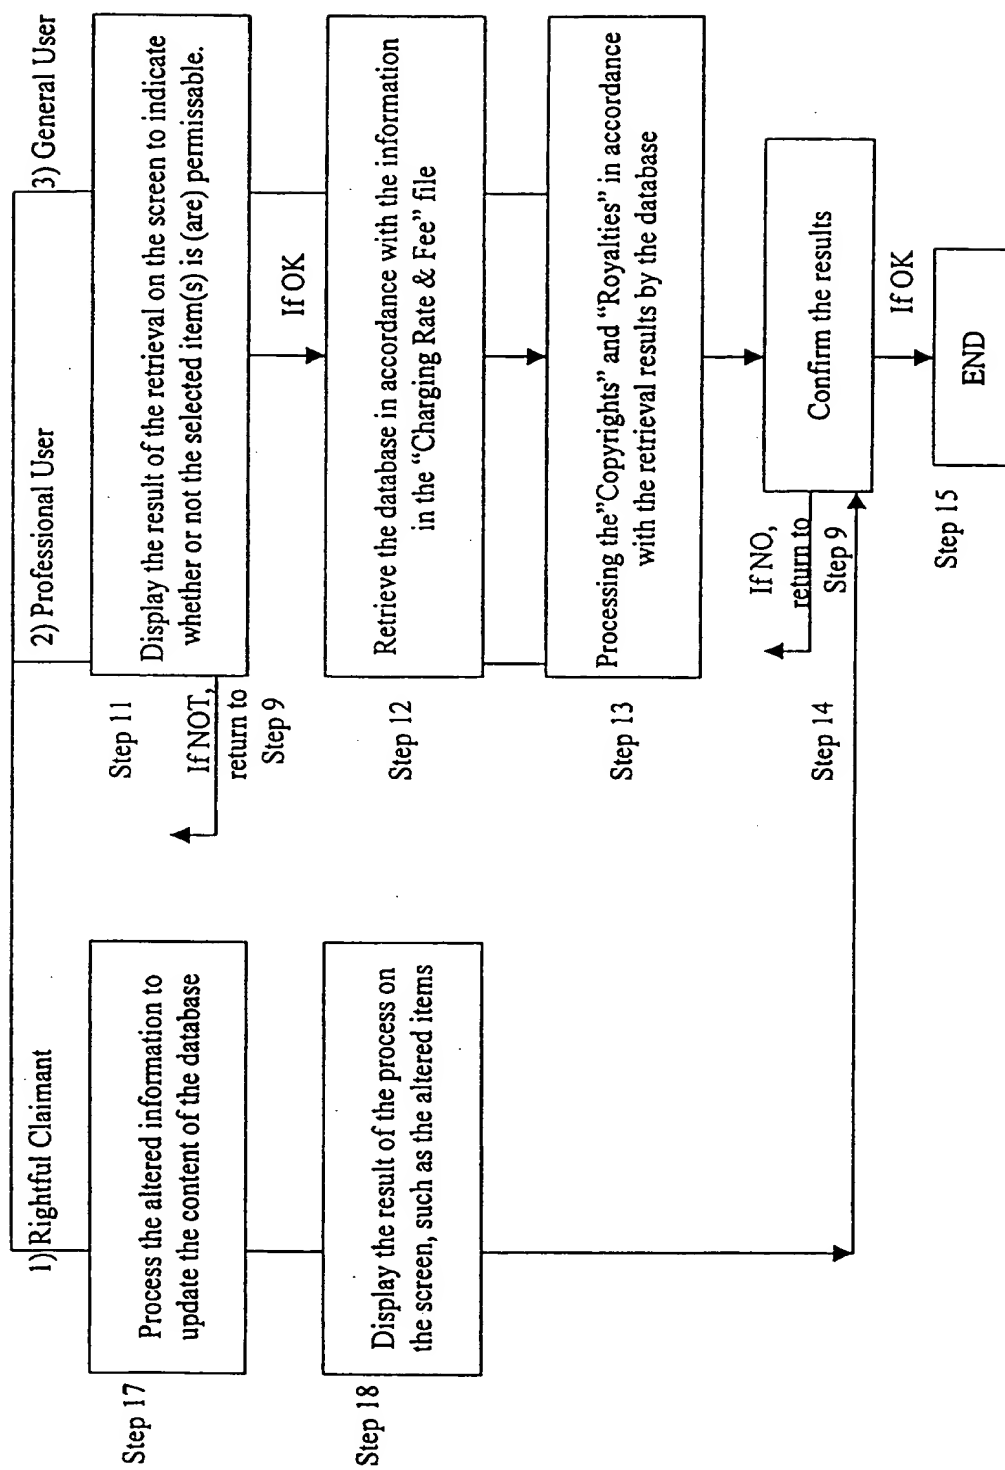 1) Rightful Claimant
2) Professional User
3) General User
Step 17
Process the altered information to
update the content of the database
Step 18
Display the result of the process on
the screen, such as the altered items
Step 11
Display the result of the retrieval on the screen to indicate
whether or not the selected item(s) is (are) permissable.
If NOT,
return to
Step 9
If OK
Step 12
Retrieve the database in accordance with the information
in the “Charging Rate & Fee” file
Step 13
Processing the”Copyrights” and “Royalties” in accordance
with the retrieval results by the database
Step 14
Confirm the results
If NO,
return to
Step 9
If OK
Step 15
END